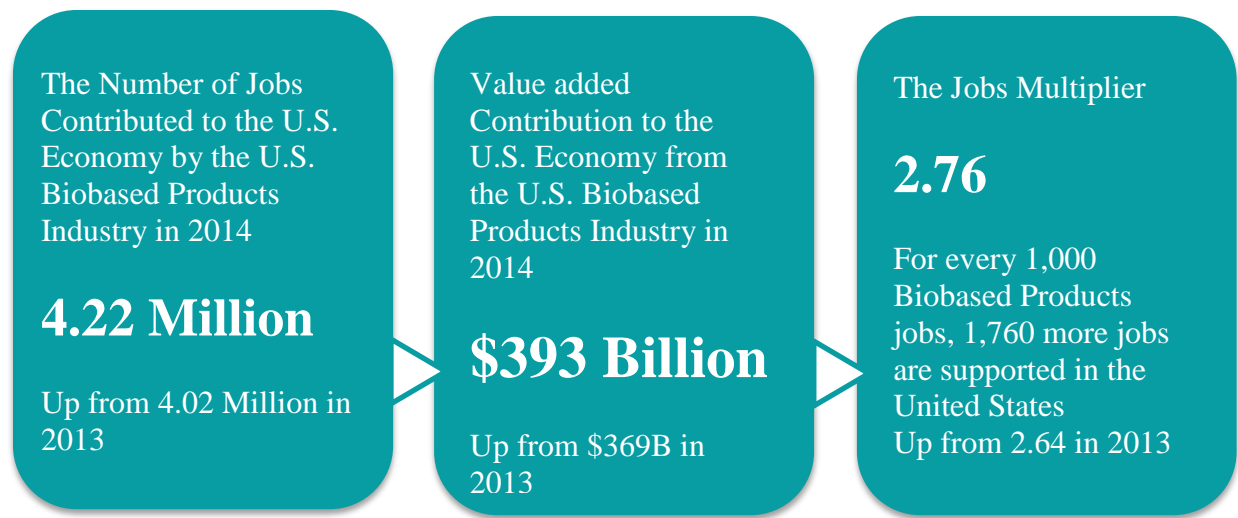 The Number of Jobs
Contributed to the U.S.
Economy by the U.S.
Biobased Products
Industry in 2014
4.22 Million
Up from 4.02 Million in
2013
Value added
Contribution to the
U.S. Economy from
the U.S. Biobased
Products Industry in
2014
$393 Billion
Up from $369B in
2013
The Jobs Multiplier
2.76
For every 1,000
Biobased Products
jobs, 1,760 more jobs
are supported in the
United States
Up from 2.64 in 2013